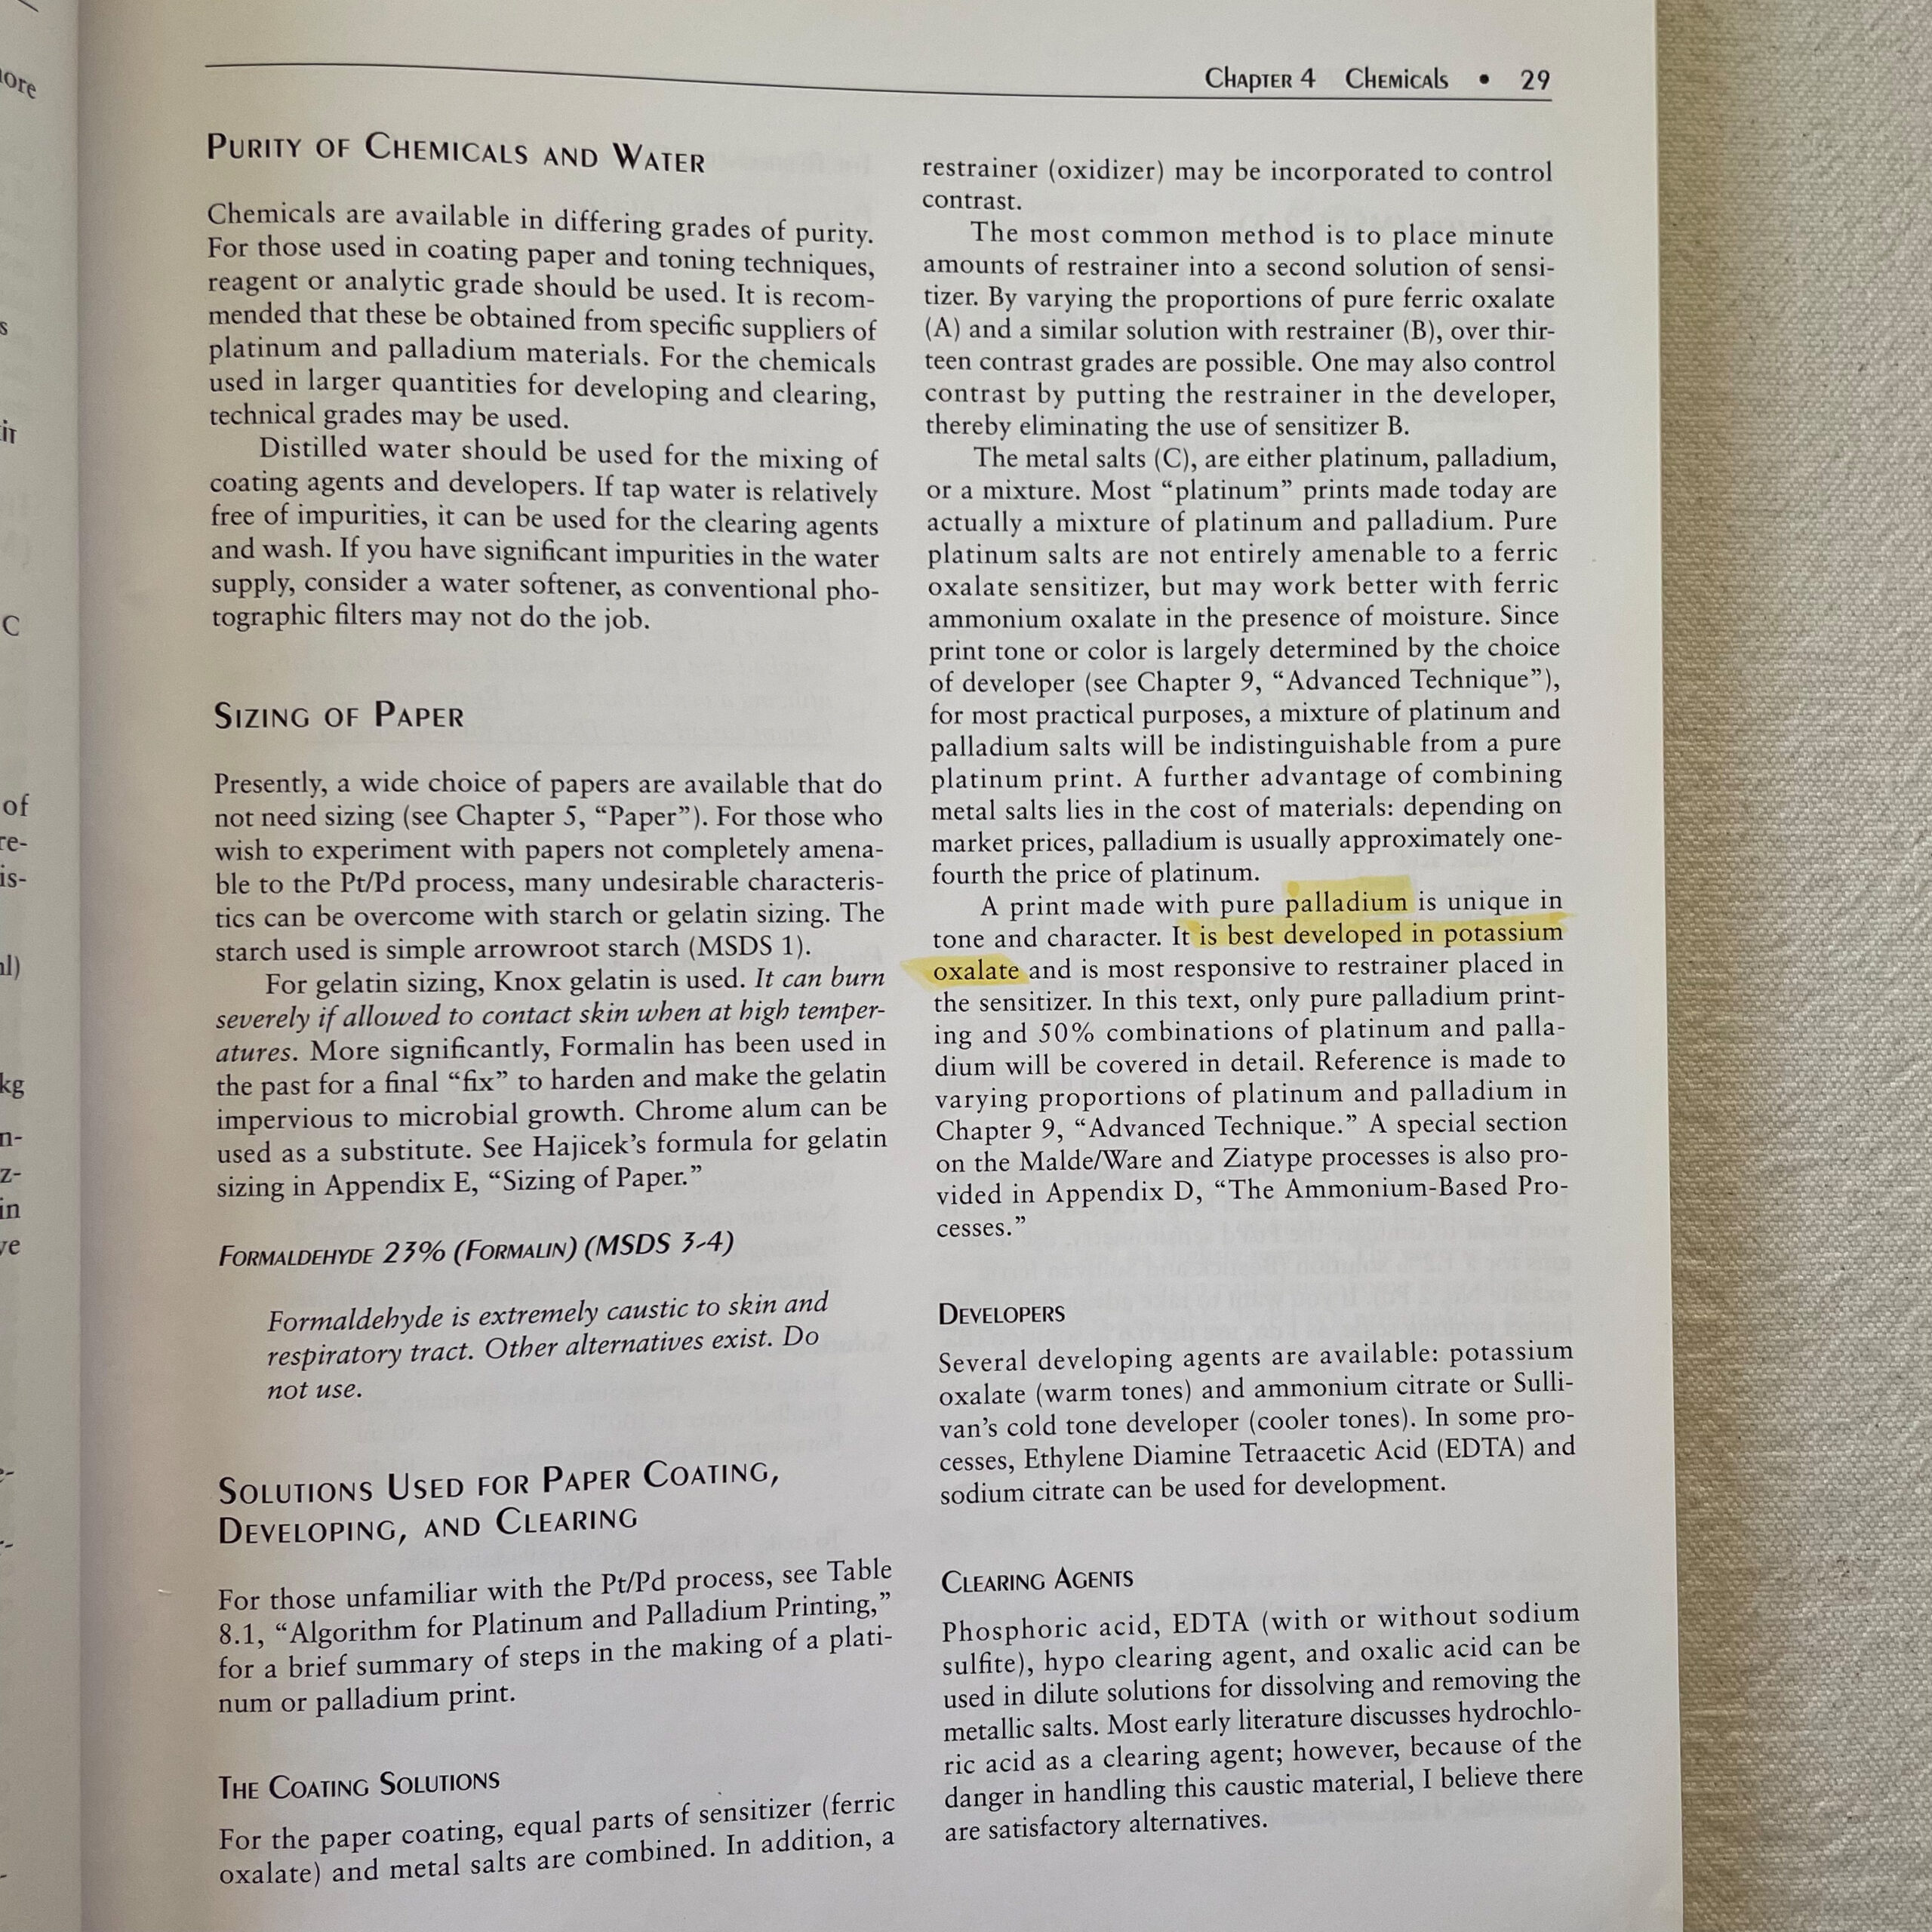 CHAPTER 4 CHEMICALS • 29
PURITY OF CHEMICALS AND WATER
Chemicals are available in differing grades of purity.
For those used in coating paper and toning techniques,
reagent or analytic grade should be used. It is recom-
mended that these be obtained from specific suppliers of
platinum and palladium materials. For the chemicals
used in larger quantities for developing and clearing,
technical grades may be used.
Distilled water should be used for the mixing of
coating agents and developers. If tap water is relatively
free of impurities, it can be used for the clearing agents
and wash. If you have significant impurities in the water
supply, consider a water softener, as conventional pho-
tographic filters may not do the job.
SIZING OF PAPER
Presently, a wide choice of papers are available that do
not need sizing (see Chapter 5, “Paper”). For those who
wish to experiment with papers not completely amena-
ble to the Pt/Pd process, many undesirable characteris-
tics can be overcome with starch or gelatin sizing. The
starch used is simple arrowroot starch (MSDS 1).
For gelatin sizing, Knox gelatin is used. It can burn
severely if allowed to contact skin when at high temper-
atures. More significantly, Formalin has been used in
the past for a final “fix” to harden and make the gelatin
impervious to microbial growth. Chrome alum can be
used as a substitute. See Hajicek’s formula for gelatin
sizing in Appendix E, “Sizing of Paper.”
FORMALDEHYDE 23% (FORMALIN) (MSDS 3-4)
Formaldehyde is extremely caustic to skin and
respiratory tract. Other alternatives exist. Do
not use.
SOLUTIONS USED FOR PAPER COATING,
DEVELOPING, AND CLEARING
For those unfamiliar with the Pt/Pd process, see Table
8.1, “Algorithm for Platinum and Palladium Printing,”
for a brief summary of steps in the making of a plati-
num or palladium print.
THE COATING SOLUTIONS
For the paper coating, equal parts of sensitizer (ferric
oxalate) and metal salts are combined. In addition, a
restrainer (oxidizer) may be incorporated to control
contrast.
The most common method is to place minute
amounts of restrainer into a second solution of sensi-
tizer. By varying the proportions of pure ferric oxalate
(A) and a similar solution with restrainer (B), over thir-
teen contrast grades are possible. One may also control
contrast by putting the restrainer in the developer,
thereby eliminating the use of sensitizer B.
The metal salts (C), are either platinum, palladium,
or a mixture. Most “platinum” prints made today are
actually a mixture of platinum and palladium. Pure
platinum salts are not entirely amenable to a ferric
oxalate sensitizer, but may work better with ferric
ammonium oxalate in the presence of moisture. Since
print tone or color is largely determined by the choice
of developer (see Chapter 9, “Advanced Technique”),
for most practical purposes, a mixture of platinum and
palladium salts will be indistinguishable from a pure
platinum print. A further advantage of combining
metal salts lies in the cost of materials: depending on
market prices, palladium is usually approximately one-
fourth the price of platinum.
A print made with pure palladium is unique in
tone and character. It is best developed in potassium
oxalate and is most responsive to restrainer placed in
the sensitizer. In this text, only pure palladium print-
ing and 50% combinations of platinum and palla-
dium will be covered in detail. Reference is made to
varying proportions of platinum and palladium in
Chapter 9, “Advanced Technique.” A special section
on the Malde/Ware and Ziatype processes is also pro-
vided in Appendix D, “The Ammonium-Based Pro-
cesses.”
DEVELOPERS
Several developing agents are available: potassium
oxalate (warm tones) and ammonium citrate or Sulli-
van’s cold tone developer (cooler tones). In some pro-
cesses, Ethylene Diamine Tetraacetic Acid (EDTA) and
sodium citrate can be used for development.
CLEARING AGENTS
Phosphoric acid, EDTA (with or without sodium
sulfite), hypo clearing agent, and oxalic acid can be
used in dilute solutions for dissolving and removing the
metallic salts. Most early literature discusses hydrochlo-
ric acid as a clearing agent; however, because of the
danger in handling this caustic material, I believe there
are satisfactory alternatives.